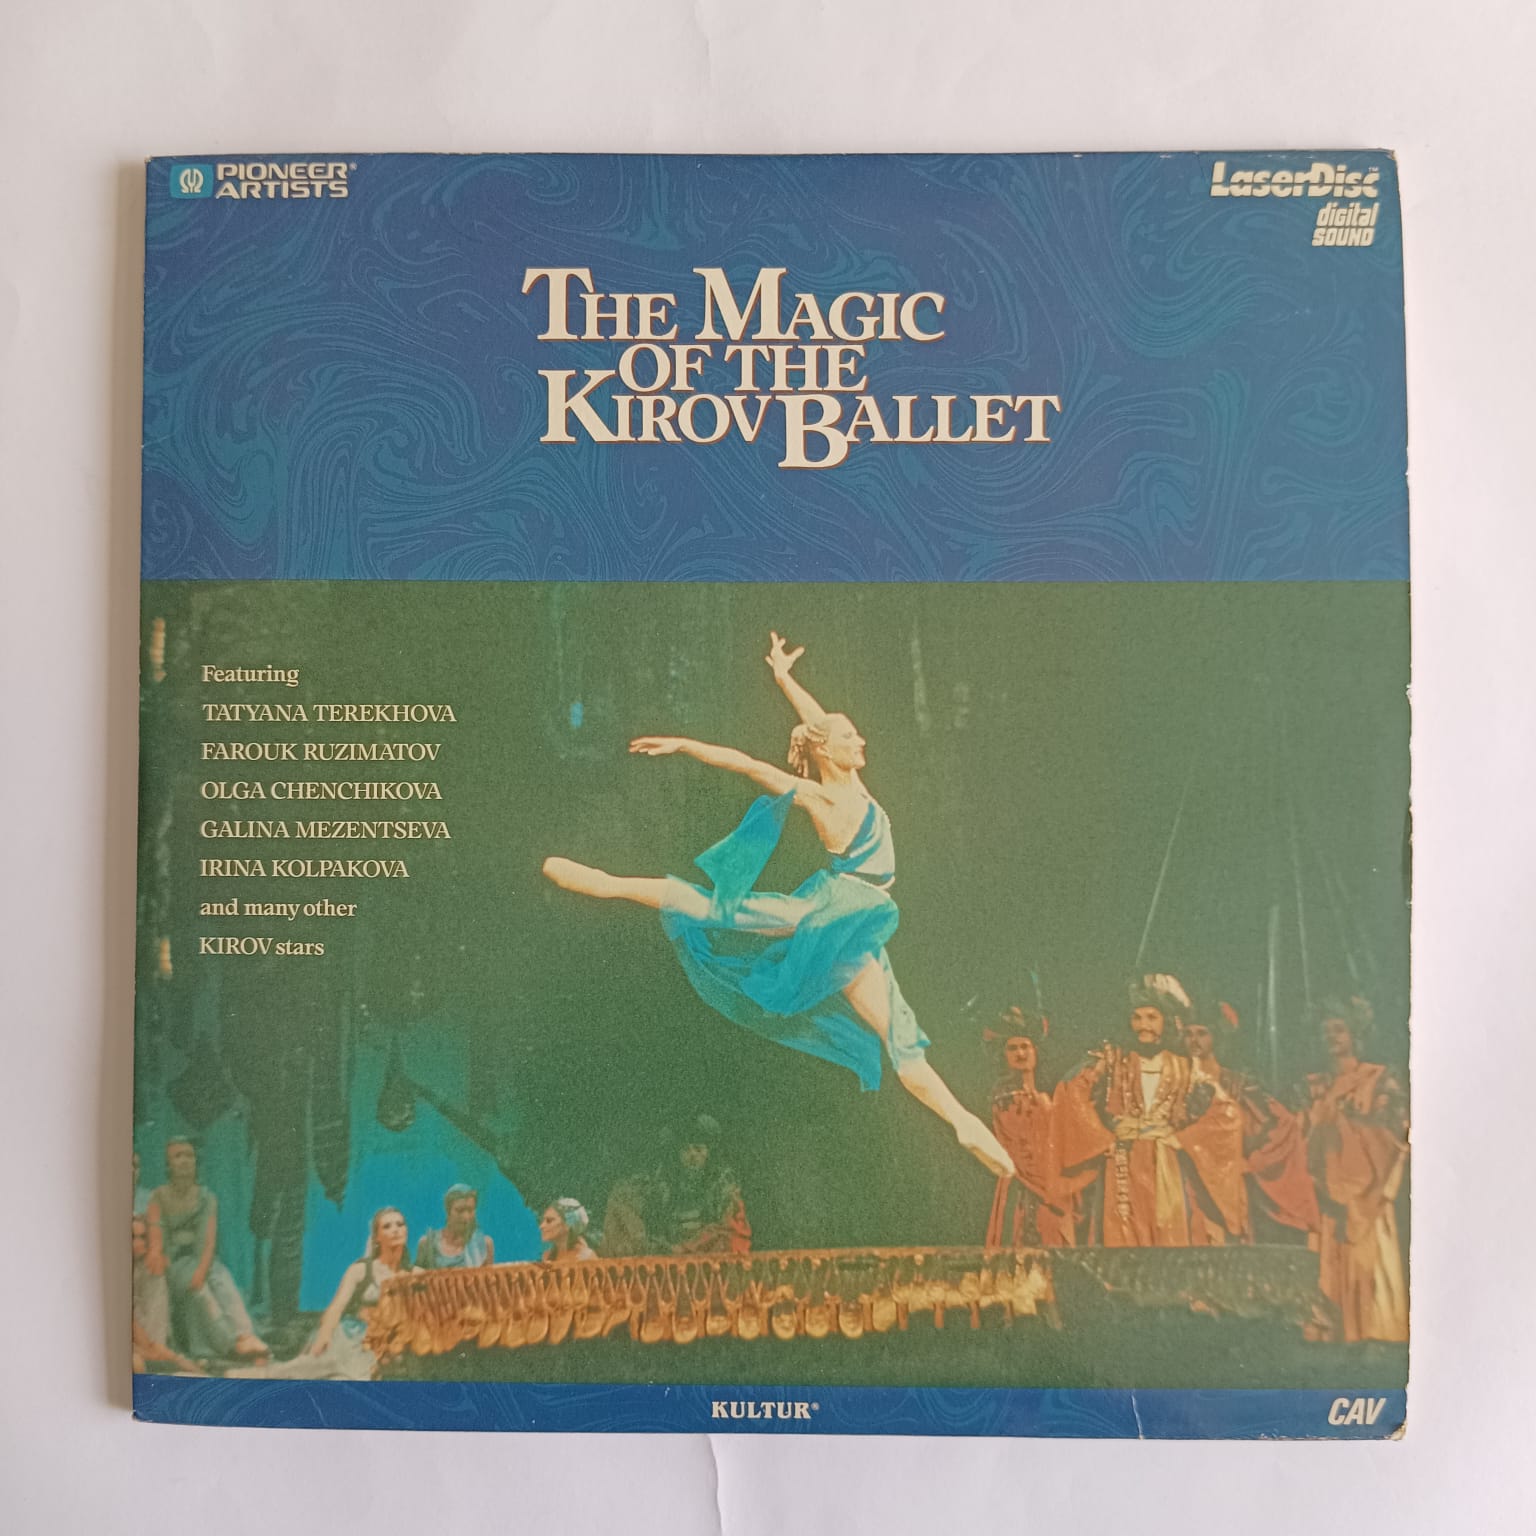 PIONEER®
ARTISTS
LaserDisc™
digital
SOUND
THE MAGIC
OF THE
KIROV BALLET
Featuring
TATYANA TEREKHOVA
FAROUK RUZIMATOV
OLGA CHENCHIKOVA
GALINA MEZENTSEVA
IRINA KOLPAKOVA
and many other
KIROV stars
KULTUR®
CAV